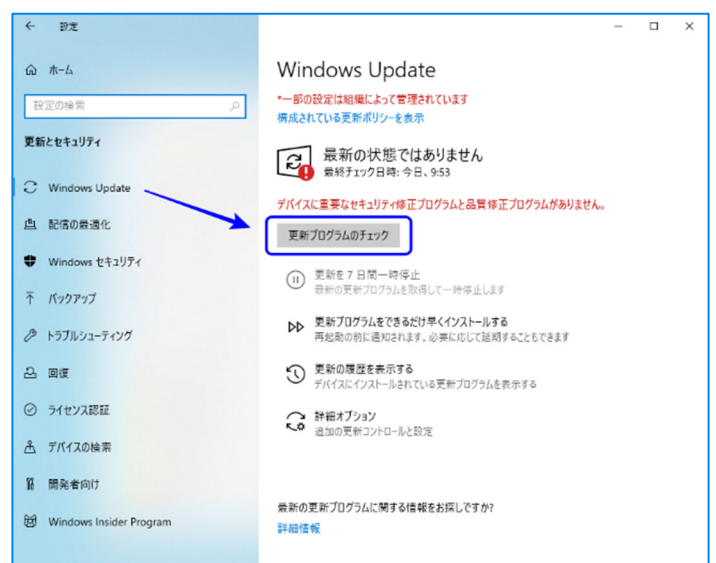 設定
ホーム
設定の検索
更新とセキュリティ
Windows Update
配信の最適化
Windows セキュリティ
バックアップ
トラブルシューティング
回復
ライセンス認証
デバイスの検索
開発者向け
Windows Insider Program
Windows Update
*一部の設定は組織によって管理されています
構成されている更新ポリシーを表示
最新の状態ではありません
最終チェック日時: 今日、9:53
デバイスに重要なセキュリティ修正プログラムと品質修正プログラムがありません。
更新プログラムのチェック
更新を 7 日間一時停止
最新の更新プログラムを取得して一時停止します
更新プログラムをできるだけ早くインストールする
再起動の前に通知されます。必要に応じて延期することもできます
更新の履歴を表示する
デバイスにインストールされている更新プログラムを表示する
詳細オプション
追加の更新コントロールと設定
最新の更新プログラムに関する情報をお探しですか?
詳細情報